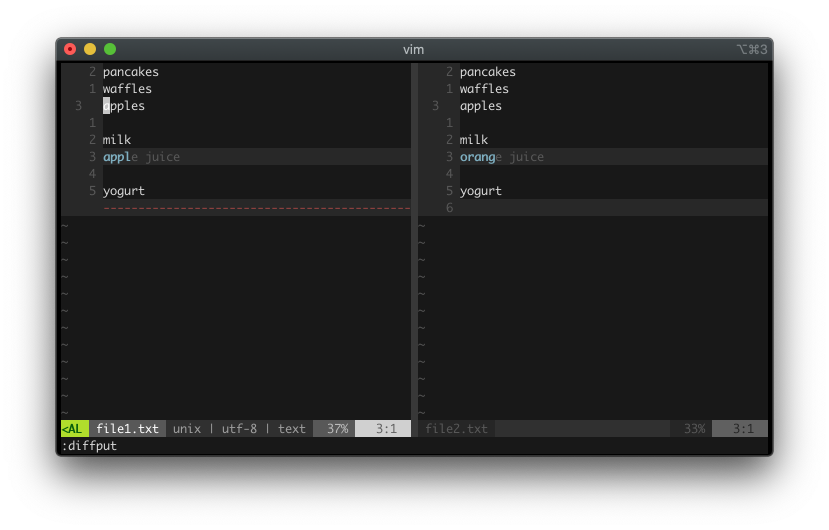 vim ⌥⌘3
2 pancakes
1 waffles
3 apples
1
2 milk
3 apple juice
4
5 yogurt
-------------------------------------------
~
~
~
~
~
~
~
~
~
~
~
~
<AL file1.txt unix | utf-8 | text 37% 3:1
2 pancakes
1 waffles
3 apples
1
2 milk
3 orange juice
4
5 yogurt
6
~
~
~
~
~
~
~
~
~
~
~
~
file2.txt 33% 3:1
:diffput